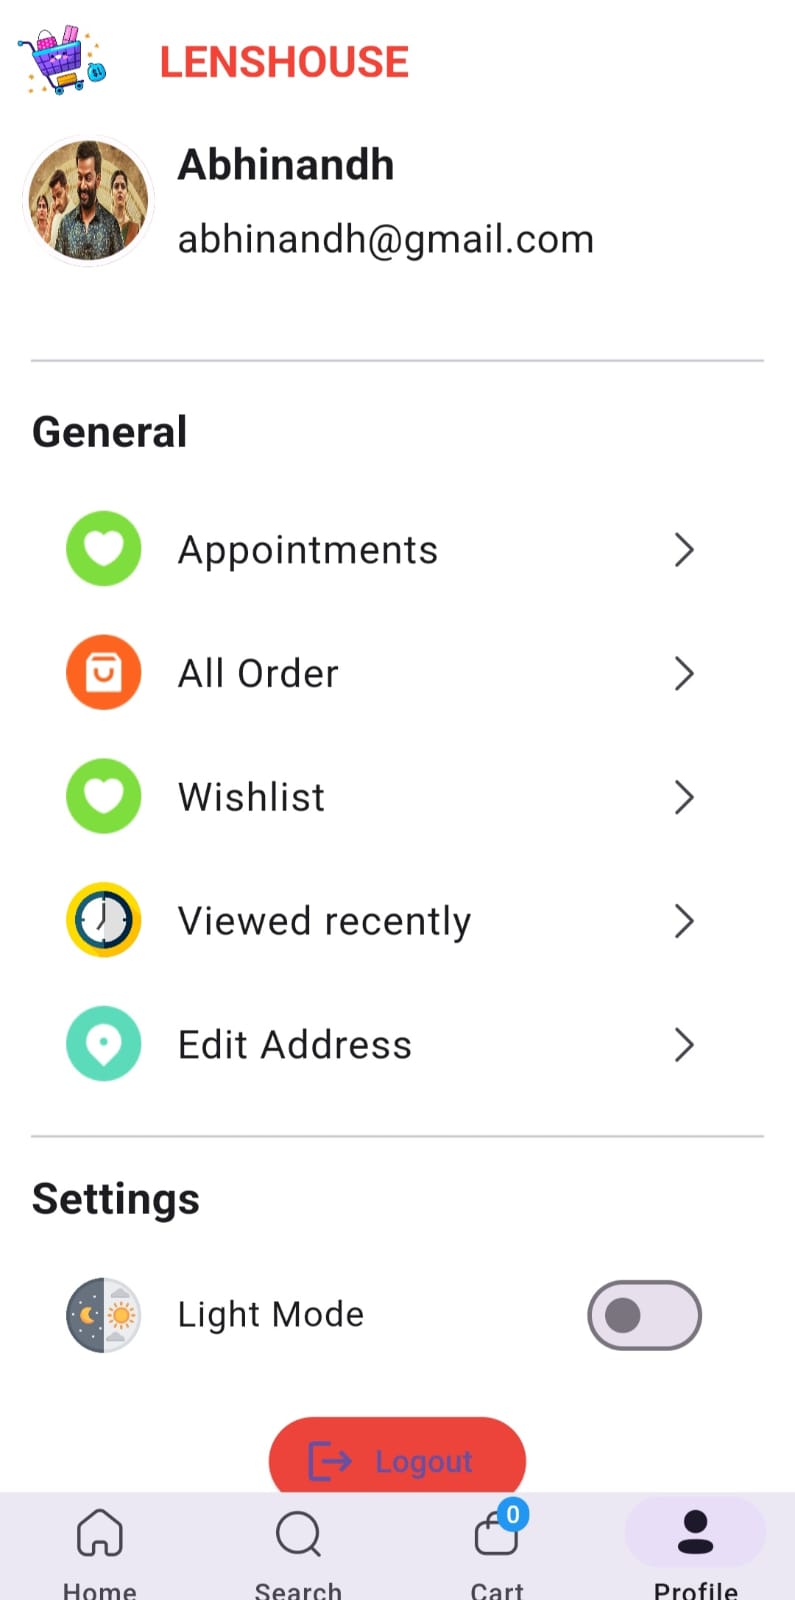 LENSHOUSE
Abhinandh
abhinandh@gmail.com
General
Appointments
All Order
Wishlist
Viewed recently
Edit Address
Settings
Light Mode
Logout
0
Home Search Cart Profile